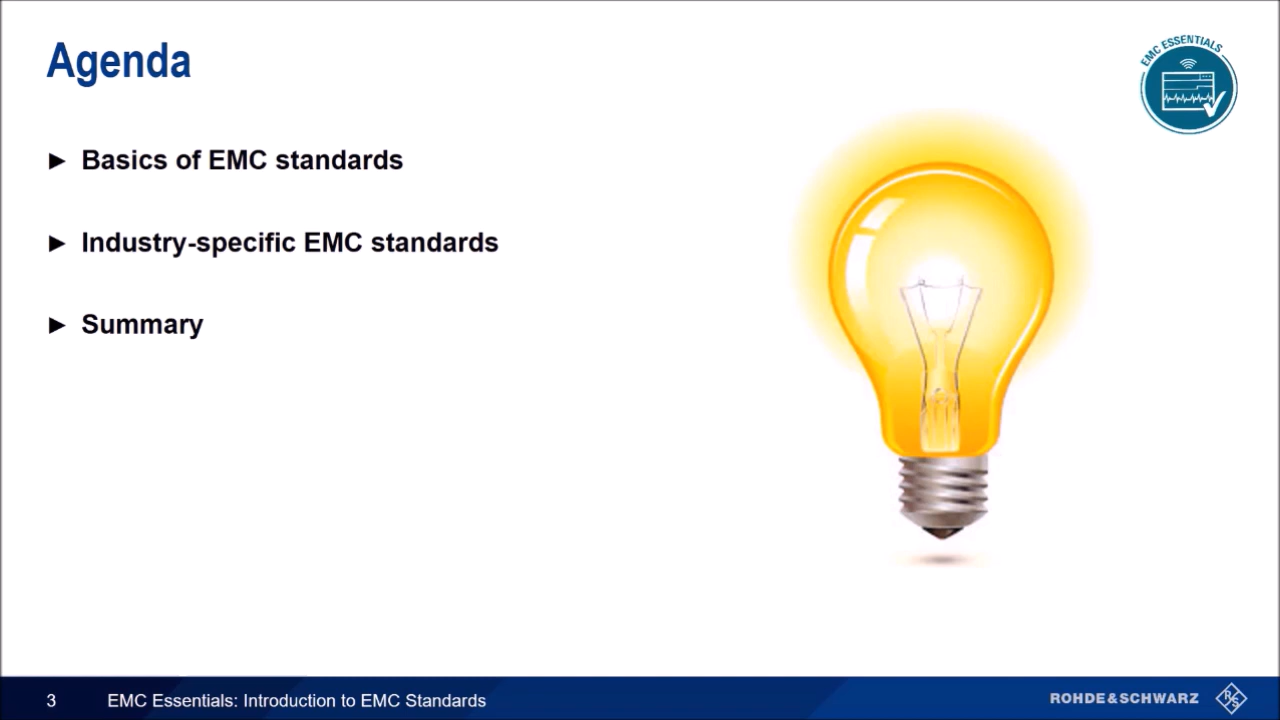 Agenda
EMC ESSENTIALS
► Basics of EMC standards
► Industry-specific EMC standards
► Summary
3 EMC Essentials: Introduction to EMC Standards
ROHDE&SCHWARZ
R
S